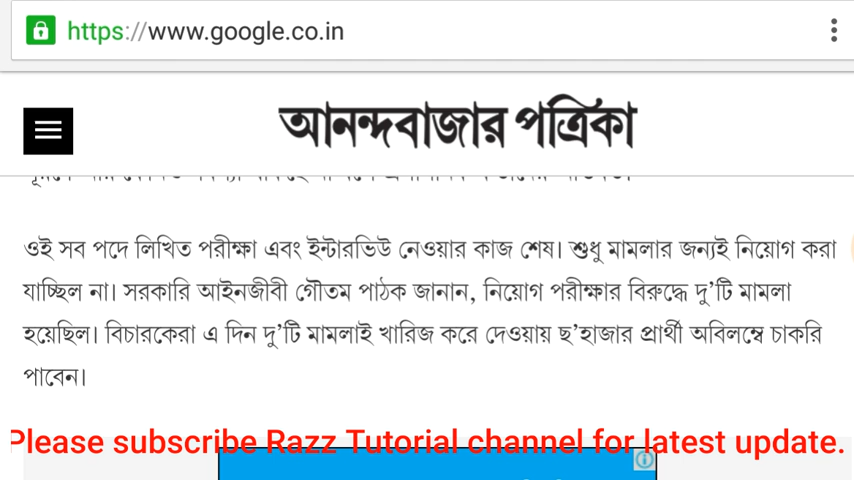 https://www.google.co.in
আনন্দবাজার পত্রিকা
ওই সব পদে লিখিত পরীক্ষা এবং ইন্টারভিউ নেওয়ার কাজ শেষ। শুধু মামলার জন্যই নিয়োগ করা
যাচ্ছিল না। সরকারি আইনজীবী গৌতম পাঠক জানান, নিয়োগ পরীক্ষার বিরুদ্ধে দু’টি মামলা
হয়েছিল। বিচারকেরা এ দিন দু’টি মামলাই খারিজ করে দেওয়ায় ছ’হাজার প্রার্থী অবিলম্বে চাকরি
পাবেন।
Please subscribe Razz Tutorial channel for latest update.